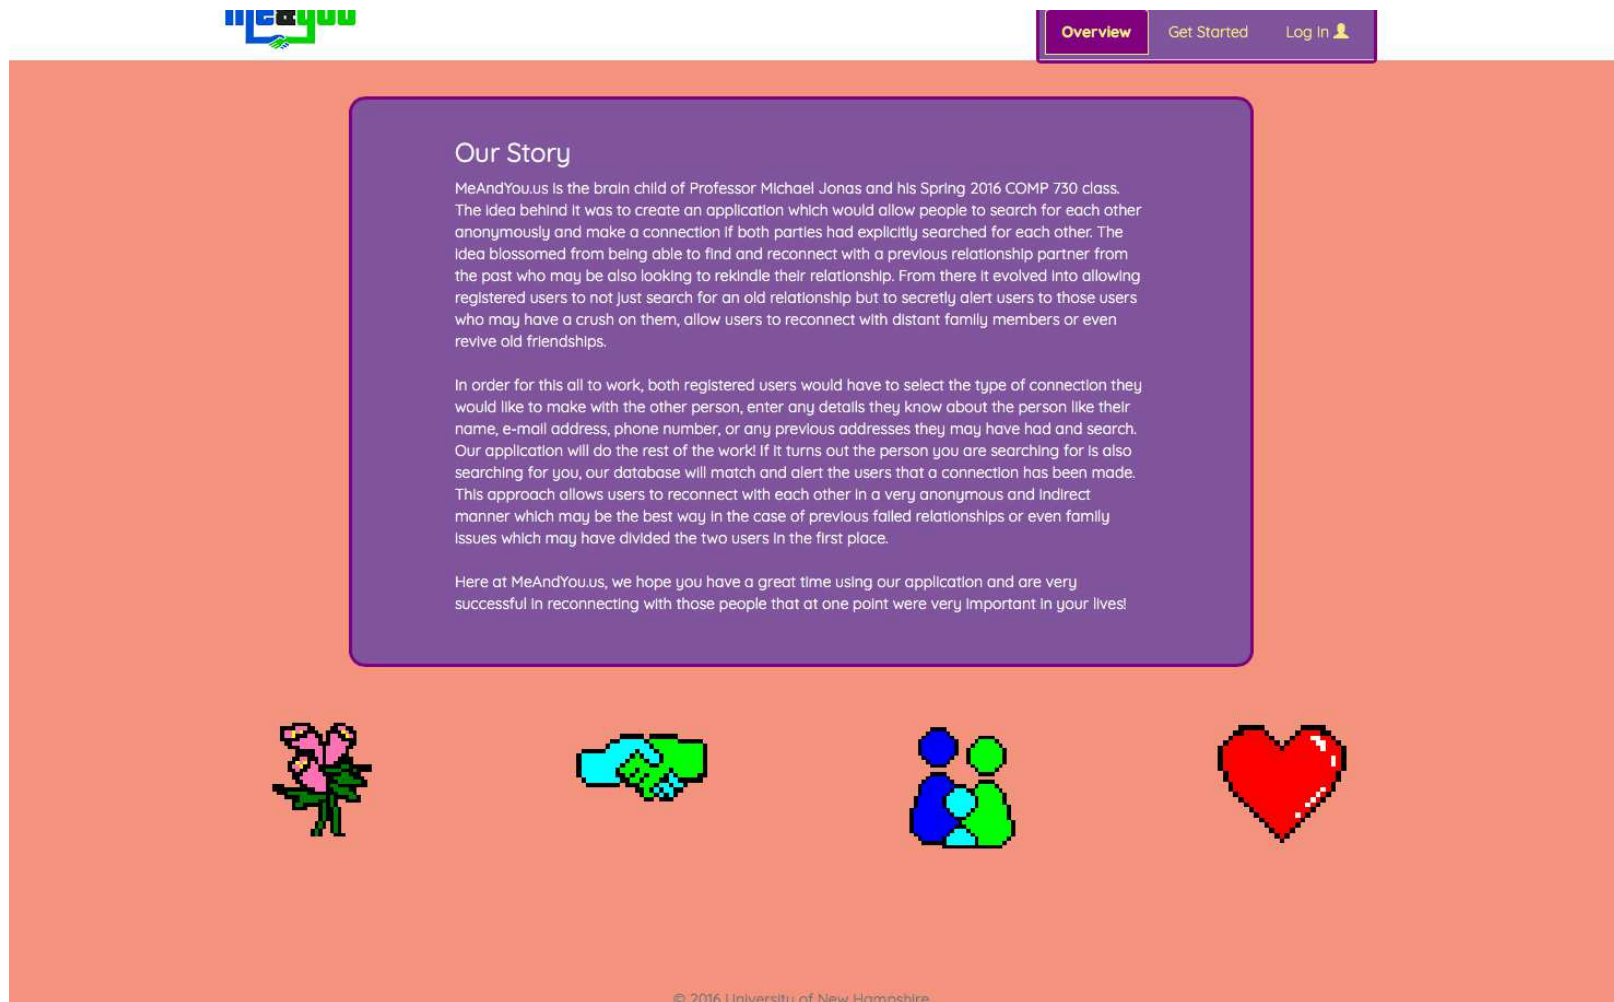 me&you
Overview
Get Started
Log In
Our Story
MeAndYou.us is the brain child of Professor Michael Jonas and his Spring 2016 COMP 730 class.
The idea behind it was to create an application which would allow people to search for each other
anonymously and make a connection if both parties had explicitly searched for each other. The
idea blossomed from being able to find and reconnect with a previous relationship partner from
the past who may be also looking to rekindle their relationship. From there it evolved into allowing
registered users to not just search for an old relationship but to secretly alert users to those users
who may have a crush on them, allow users to reconnect with distant family members or even
revive old friendships.
In order for this all to work, both registered users would have to select the type of connection they
would like to make with the other person, enter any details they know about the person like their
name, e-mail address, phone number, or any previous addresses they may have had and search.
Our application will do the rest of the work! If it turns out the person you are searching for is also
searching for you, our database will match and alert the users that a connection has been made.
This approach allows users to reconnect with each other in a very anonymous and indirect
manner which may be the best way in the case of previous failed relationships or even family
issues which may have divided the two users in the first place.
Here at MeAndYou.us, we hope you have a great time using our application and are very
successful in reconnecting with those people that at one point were very important in your lives!
© 2016 University of New Hampshire